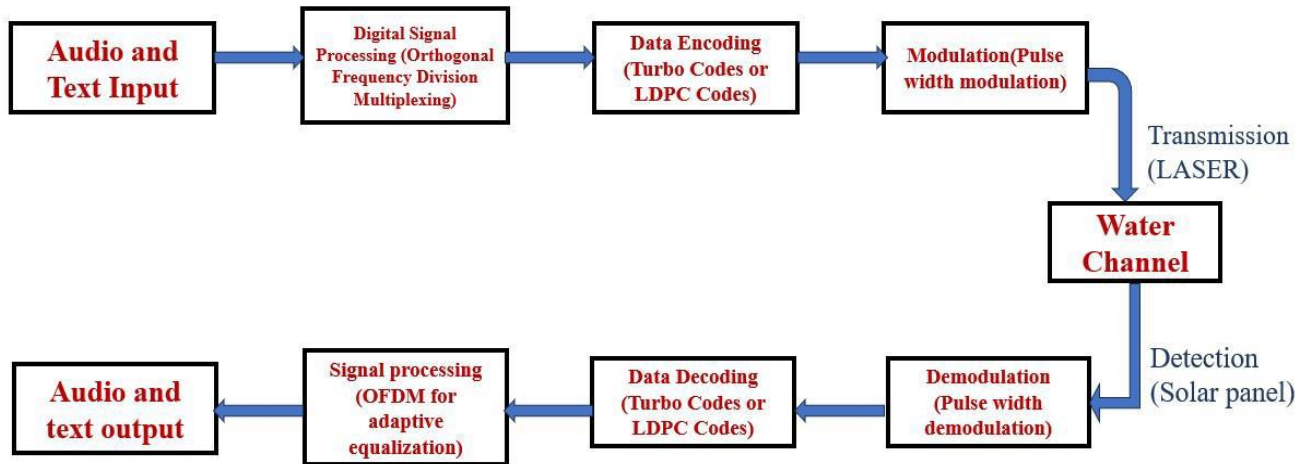 Audio and
Text Input
Digital Signal
Processing (Orthogonal
Frequency Division
Multiplexing)
Data Encoding
(Turbo Codes or
LDPC Codes)
Modulation(Pulse
width modulation)
Transmission
(LASER)
Water
Channel
Detection
(Solar panel)
Demodulation
(Pulse width
demodulation)
Data Decoding
(Turbo Codes or
LDPC Codes)
Signal processing
(OFDM for
adaptive
equalization)
Audio and
text output